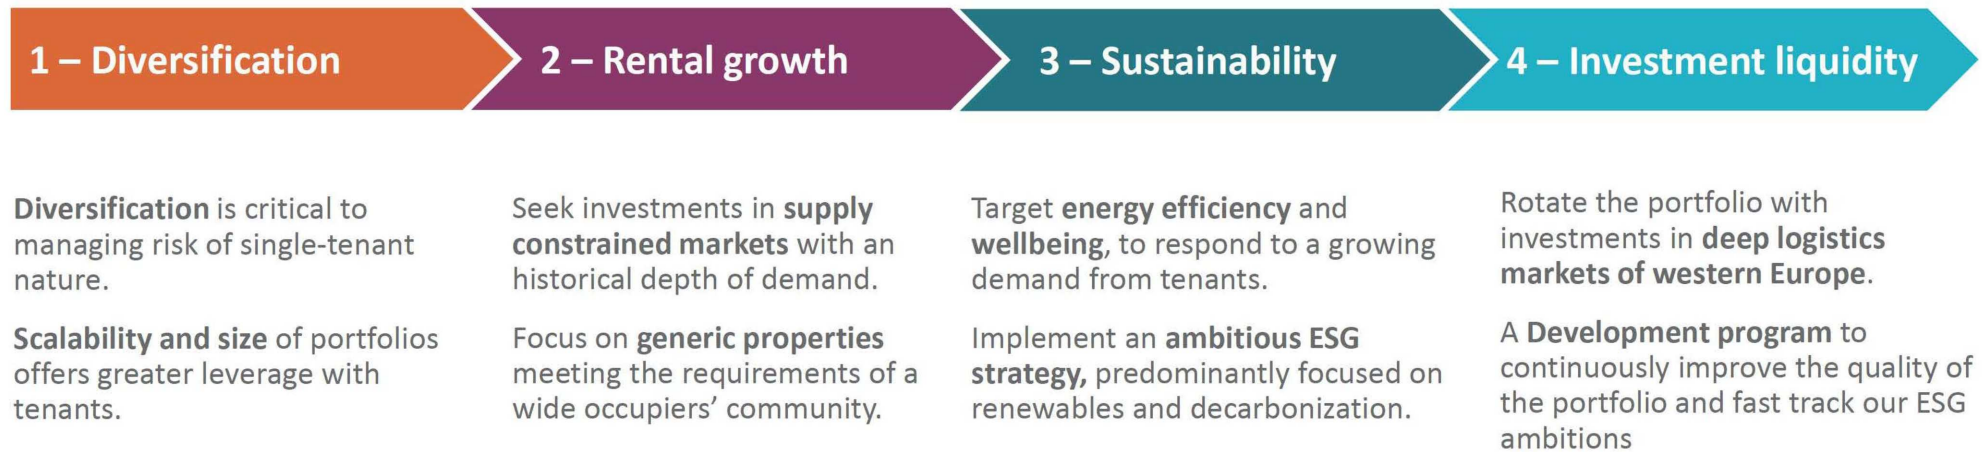 1 – Diversification
2 – Rental growth
3 – Sustainability
4 – Investment liquidity
Diversification is critical to
managing risk of single-tenant
nature.
Scalability and size of portfolios
offers greater leverage with
tenants.
Seek investments in supply
constrained markets with an
historical depth of demand.
Focus on generic properties
meeting the requirements of a
wide occupiers’ community.
Target energy efficiency and
wellbeing, to respond to a growing
demand from tenants.
Implement an ambitious ESG
strategy, predominantly focused on
renewables and decarbonization.
Rotate the portfolio with
investments in deep logistics
markets of western Europe.
A Development program to
continuously improve the quality of
the portfolio and fast track our ESG
ambitions